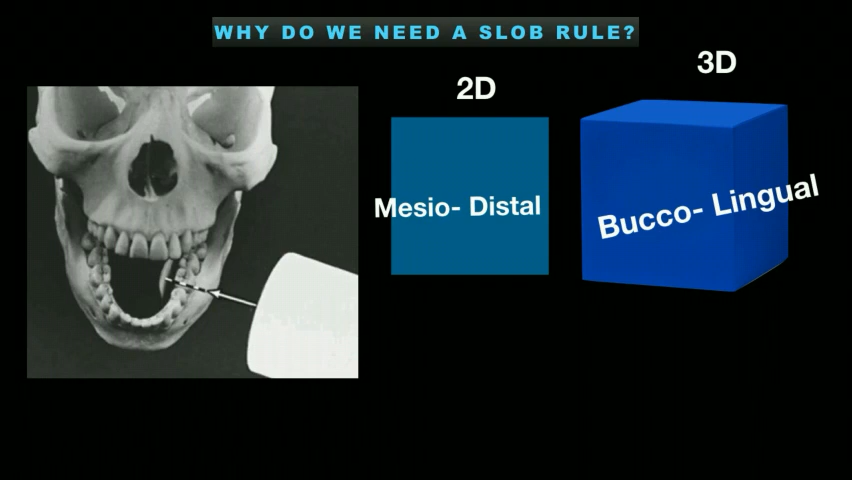 WHY DO WE NEED A SLOB RULE?
2D
3D
Mesio- Distal
Bucco- Lingual